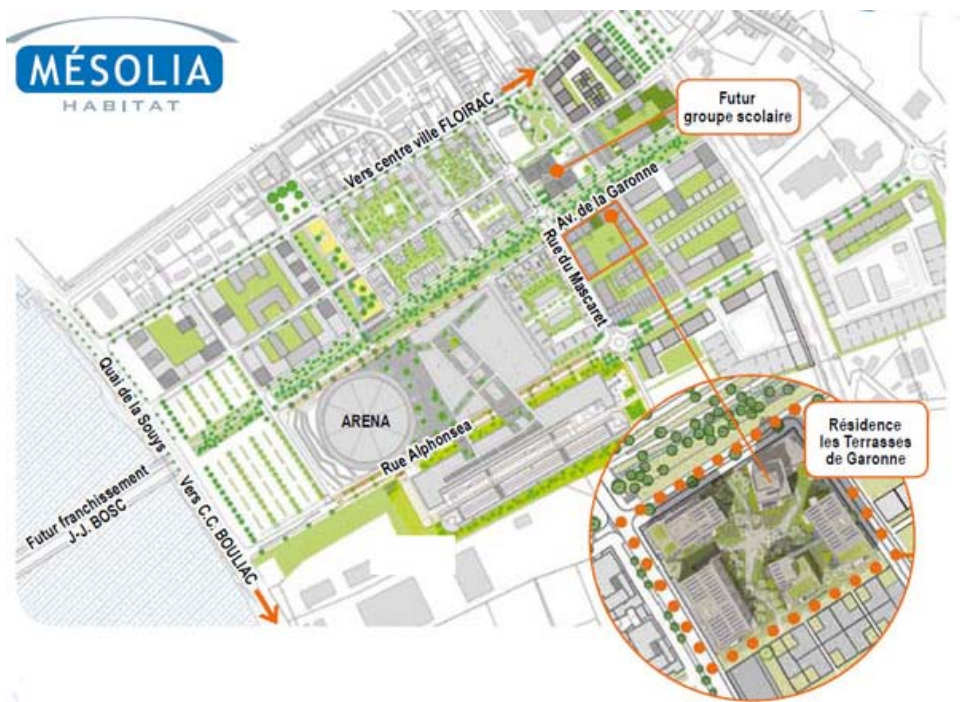 MÉSOLIA
HABITAT
Vers centre ville FLOIRAC
Futur
groupe scolaire
Av. de la Garonne
Rue du Mascaret
Quai de la Souys
ARENA
Rue Alphonsea
Résidence
les Terrasses
de Garonne
Futur franchissement
J-J. BOSC
Vers C.C. BOULIAC